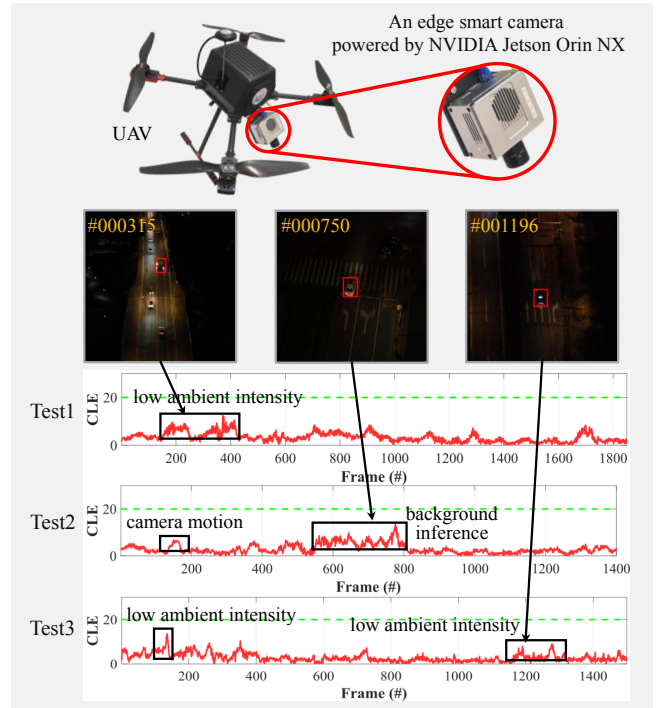 An edge smart camera
powered by NVIDIA Jetson Orin NX
UAV
#000315
#000750
#001196
Test1
CLE
20
0
low ambient intensity
200
400
600
800
1000
1200
1400
1600
1800
Frame (#)
Test2
CLE
20
0
camera motion
background
inference
200
400
600
800
1000
1200
1400
Frame (#)
Test3
CLE
20
0
low ambient intensity
low ambient intensity
200
400
600
800
1000
1200
1400
Frame (#)